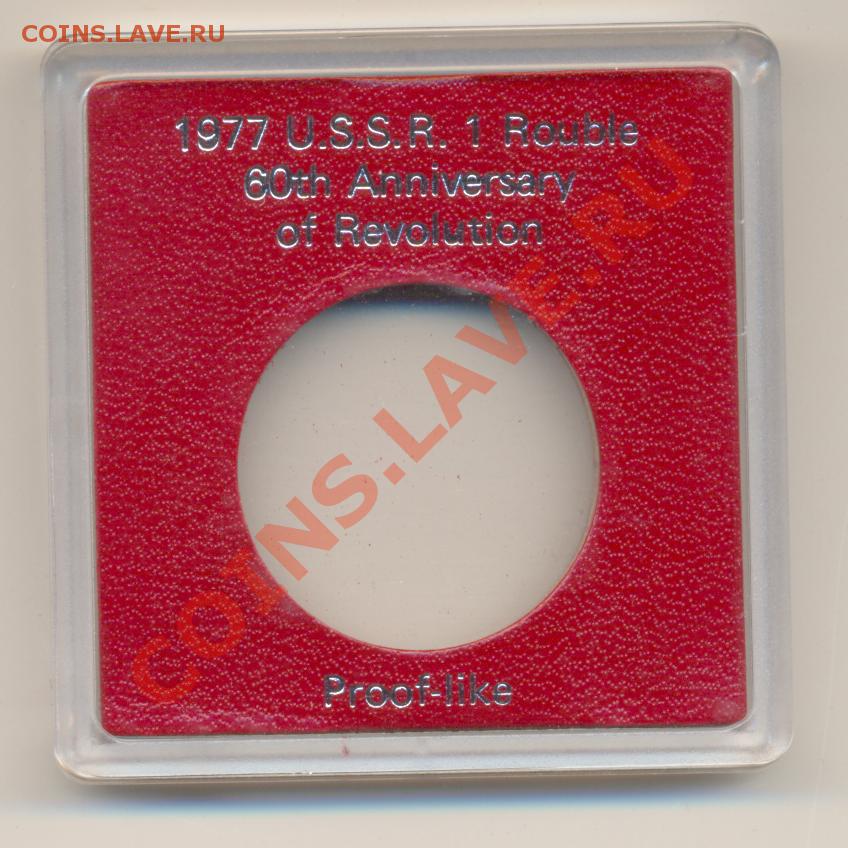 COINS.LAVE.RU
1977 U.S.S.R. 1 Rouble
60th Anniversary
of Revolution
COINS.LAVE.RU
Proof-like